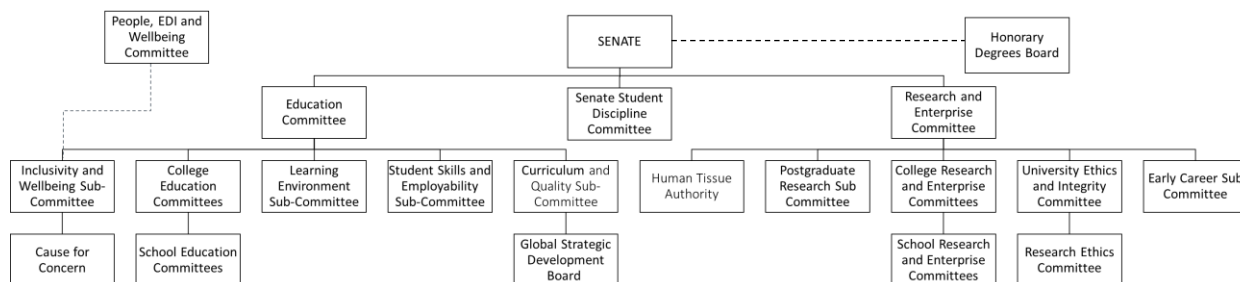 People, EDI and
Wellbeing
Committee
SENATE
Honorary
Degrees Board
Education
Committee
Senate Student
Discipline
Committee
Research and
Enterprise
Committee
Inclusivity and
Wellbeing Sub-
Committee
College
Education
Committees
Learning
Environment
Sub-Committee
Student Skills and
Employability
Sub-Committee
Curriculum and
Quality Sub-
Committee
Human Tissue
Authority
Postgraduate
Research Sub
Committee
College Research
and Enterprise
Committees
University Ethics
and Integrity
Committee
Early Career Sub
Committee
Cause for
Concern
School Education
Committees
Global Strategic
Development
Board
School Research
and Enterprise
Committees
Research Ethics
Committee